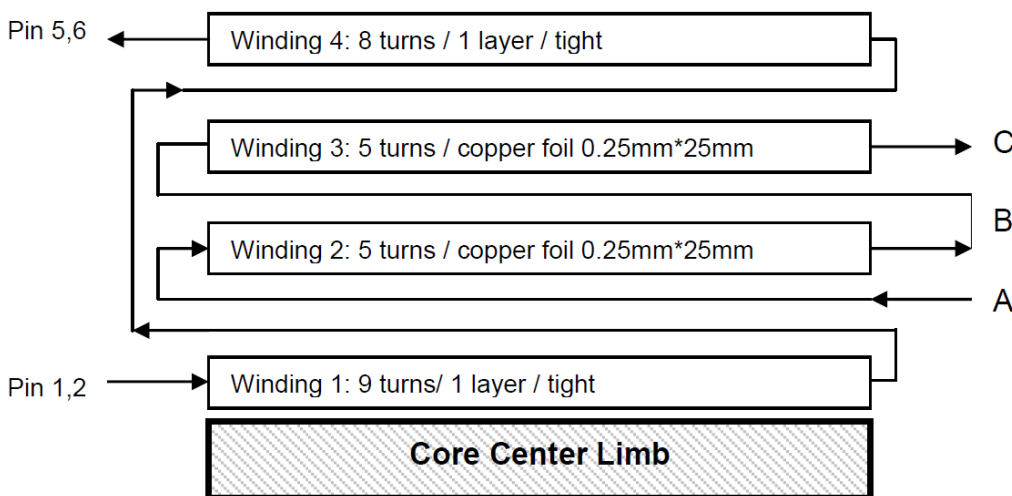 Pin 5,6
Winding 4: 8 turns / 1 layer / tight
Winding 3: 5 turns / copper foil 0.25mm*25mm
C
B
Winding 2: 5 turns / copper foil 0.25mm*25mm
A
Pin 1,2
Winding 1: 9 turns/ 1 layer / tight
Core Center Limb